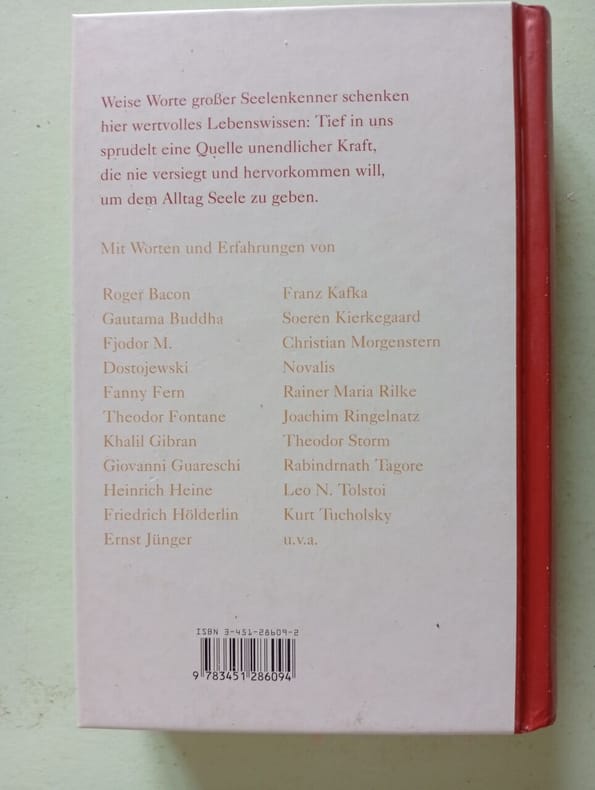 Weise Worte großer Seelenkenner schenken
hier wertvolles Lebenswissen: Tief in uns
sprudelt eine Quelle unendlicher Kraft,
die nie versiegt und hervorkommen will,
um dem Alltag Seele zu geben.
Mit Worten und Erfahrungen von
Roger Bacon
Gautama Buddha
Fjodor M.
Dostojewski
Fanny Fern
Theodor Fontane
Khalil Gibran
Giovanni Guareschi
Heinrich Heine
Friedrich Hölderlin
Ernst Jünger
Franz Kafka
Soeren Kierkegaard
Christian Morgenstern
Novalis
Rainer Maria Rilke
Joachim Ringelnatz
Theodor Storm
Rabindrnath Tagore
Leo N. Tolstoi
Kurt Tucholsky
u.v.a.
ISBN 3-451-28609-2
9 783451 286094